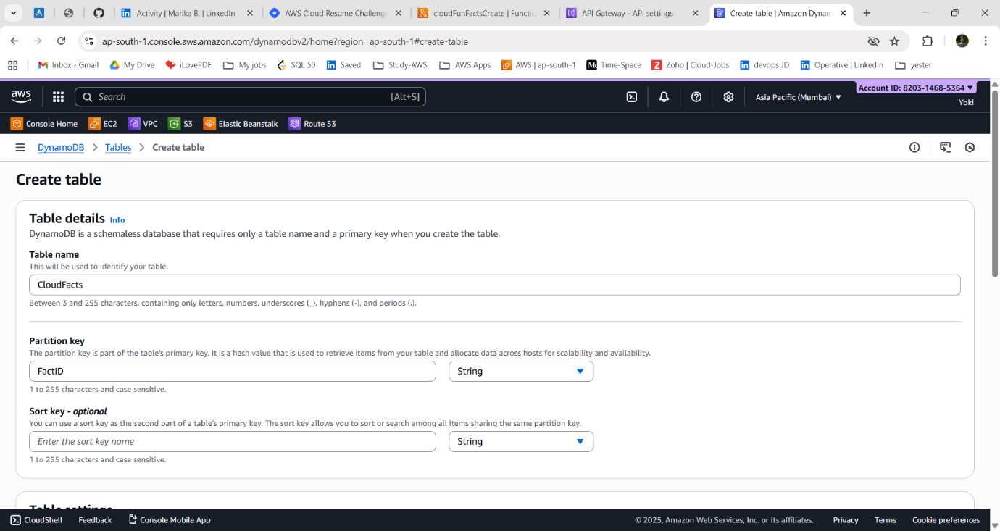 Activity | Marika B. | LinkedIn
AWS Cloud Resume Challeng
cloudFunFactsCreate | Functio
API Gateway - API settings
Create table | Amazon Dynam
ap-south-1.console.aws.amazon.com/dynamodbv2/home?region=ap-south-1#create-table
Inbox - Gmail
My Drive
iLovePDF
My jobs
SQL 50
Saved
Study-AWS
AWS Apps
AWS | ap-south-1
Time-Space
Zoho | Cloud-Jobs
devops JD
Operative | LinkedIn
yester
aws
Search
[Alt+S]
Asia Pacific (Mumbai)
Account ID: 8203-1468-5364
Yoki
Console Home
EC2
VPC
S3
Elastic Beanstalk
Route 53
DynamoDB
Tables
Create table
Create table
Table details Info
DynamoDB is a schemaless database that requires only a table name and a primary key when you create the table.
Table name
This will be used to identify your table.
CloudFacts
Between 3 and 255 characters, containing only letters, numbers, underscores (_), hyphens (-), and periods (.).
Partition key
The partition key is part of the table's primary key. It is a hash value that is used to retrieve items from your table and allocate data across hosts for scalability and availability.
FactID
String
1 to 255 characters and case sensitive.
Sort key - optional
You can use a sort key as the second part of a table's primary key. The sort key allows you to sort or search among all items sharing the same partition key.
Enter the sort key name
String
1 to 255 characters and case sensitive.
Table settings
CloudShell
Feedback
Console Mobile App
© 2025, Amazon Web Services, Inc. or its affiliates.
Privacy
Terms
Cookie preferences